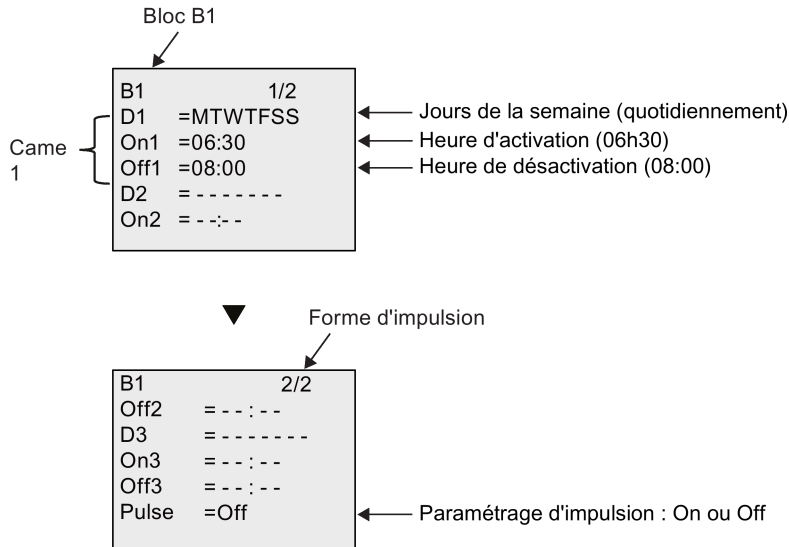 Bloc B1
B1 1/2
D1 =MTWTFSS
Jours de la semaine (quotidiennement)
On1 =06:30
Heure d'activation (06h30)
Came 1
Off1 =08:00
Heure de désactivation (08:00)
D2 = - - - - - - -
On2 = - -:- -
Forme d'impulsion
B1 2/2
Off2 = - - : - -
D3 = - - - - - - -
On3 = - - : - -
Off3 = - - : - -
Pulse =Off
Paramétrage d'impulsion : On ou Off